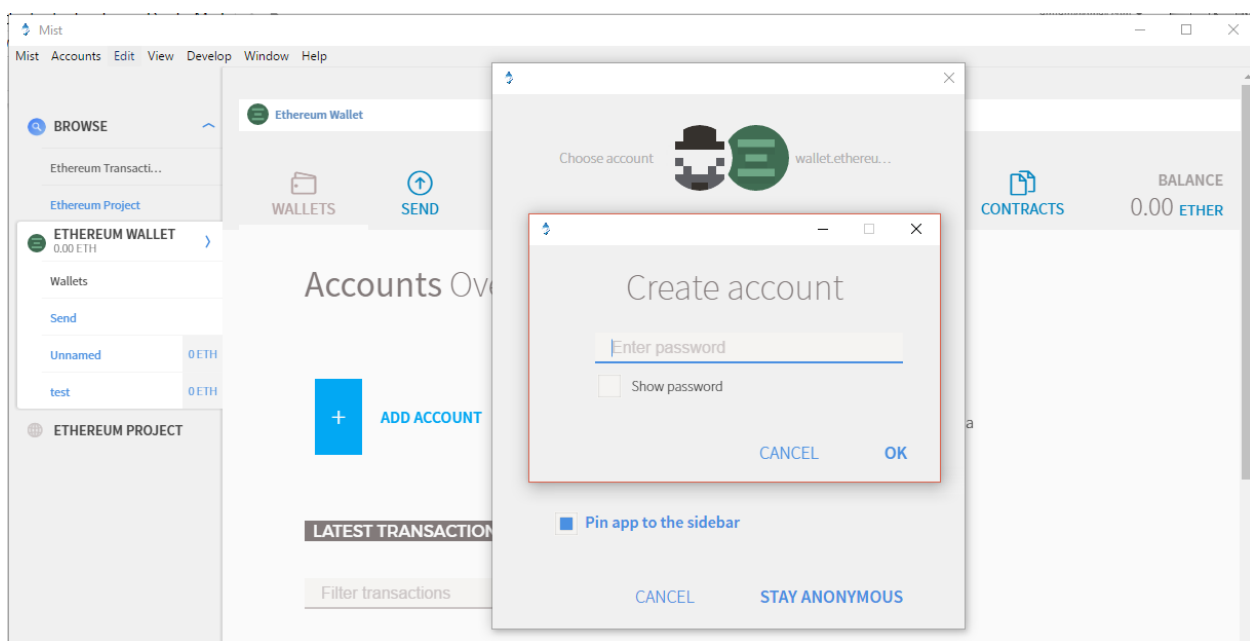 Mist
Mist Accounts Edit View Develop Window Help
BROWSE
Ethereum Transacti...
Ethereum Project
ETHEREUM WALLET
0.00 ETH
Wallets
Send
Unnamed 0 ETH
test 0 ETH
ETHEREUM PROJECT
Ethereum Wallet
WALLETS
SEND
CONTRACTS
BALANCE
0.00 ETHER
Accounts Ove
ADD ACCOUNT
a
LATEST TRANSACTION
Filter transactions
Choose account
wallet.ethereu...
Create account
Enter password
Show password
CANCEL OK
Pin app to the sidebar
CANCEL STAY ANONYMOUS